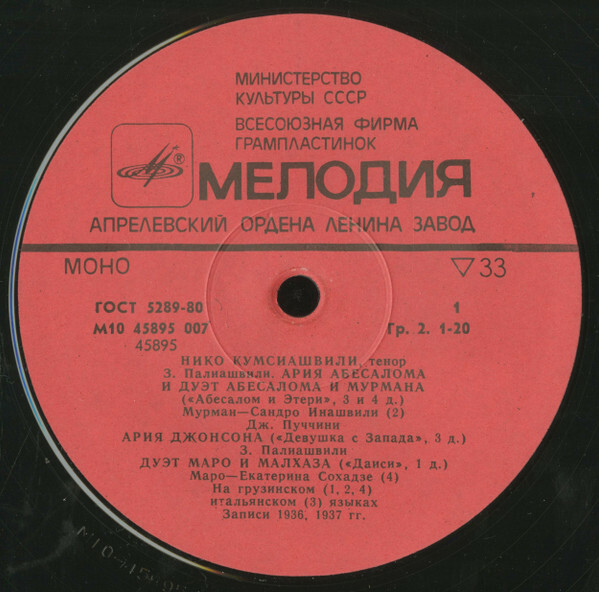 МИНИСТЕРСТВО
КУЛЬТУРЫ СССР
ВСЕСОЮЗНАЯ ФИРМА
ГРАМПЛАСТИНОК
®
МЕЛОДИЯ
АПРЕЛЕВСКИЙ ОРДЕНА ЛЕНИНА ЗАВОД
МОНО ▽33
ГОСТ 5289-80 1
М10 45895 007 Гр. 2. 1-20
45895
НИКО КУМСИАШВИЛИ, тенор
З. Палиашвили. АРИЯ АБЕСАЛОМА
И ДУЭТ АБЕСАЛОМА И МУРМАНА
(«Абесалом и Этери», 3 и 4 д.)
Мурман—Сандро Инашвили (2)
Дж. Пуччини
АРИЯ ДЖОНСОНА («Девушка с Запада», 3 д.)
З. Палиашвили
ДУЭТ МАРО И МАЛХАЗА («Даиси», 1 д.)
Маро—Екатерина Сохадзе (4)
На грузинском (1, 2, 4)
итальянском (3) языках
Записи 1936, 1937 гг.